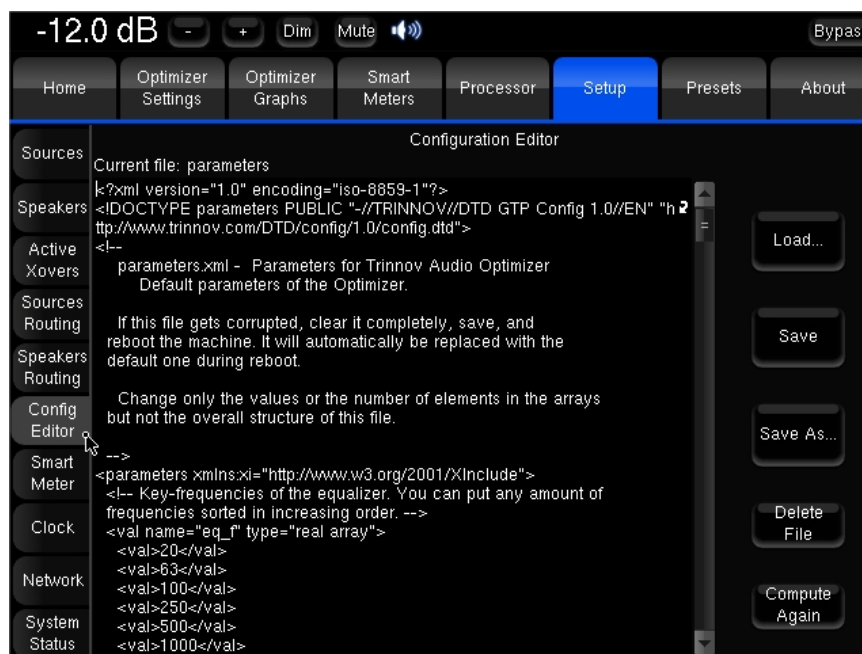 -12.0 dB - + Dim Mute
Home
Optimizer
Settings
Optimizer
Graphs
Smart
Meters
Processor
Setup
Presets
About
Sources
Speakers
Active
Xovers
Sources
Routing
Speakers
Routing
Config
Editor
Smart
Meter
Clock
Network
System
Status
Configuration Editor
Current file: parameters
<?xml version="1.0" encoding="iso-8859-1"?>
<!DOCTYPE parameters PUBLIC "-//TRINNOV//DTD GTP Config 1.0//EN" "h
ttp://www.trinnov.com/DTD/config/1.0/config.dtd">
<!--
parameters.xml - Parameters for Trinnov Audio Optimizer
Default parameters of the Optimizer.
If this file gets corrupted, clear it completely, save, and
reboot the machine. It will automatically be replaced with the
default one during reboot.
Change only the values or the number of elements in the arrays
but not the overall structure of this file.
-->
<parameters xmlns:xi="http://www.w3.org/2001/XInclude">
<!-- Key-frequencies of the equalizer. You can put any amount of
frequencies sorted in increasing order. -->
<val name="eq_f" type="real array">
<val>20</val>
<val>63</val>
<val>100</val>
<val>250</val>
<val>500</val>
<val>1000</val>
Load...
Save
Save As...
Delete
File
Compute
Again